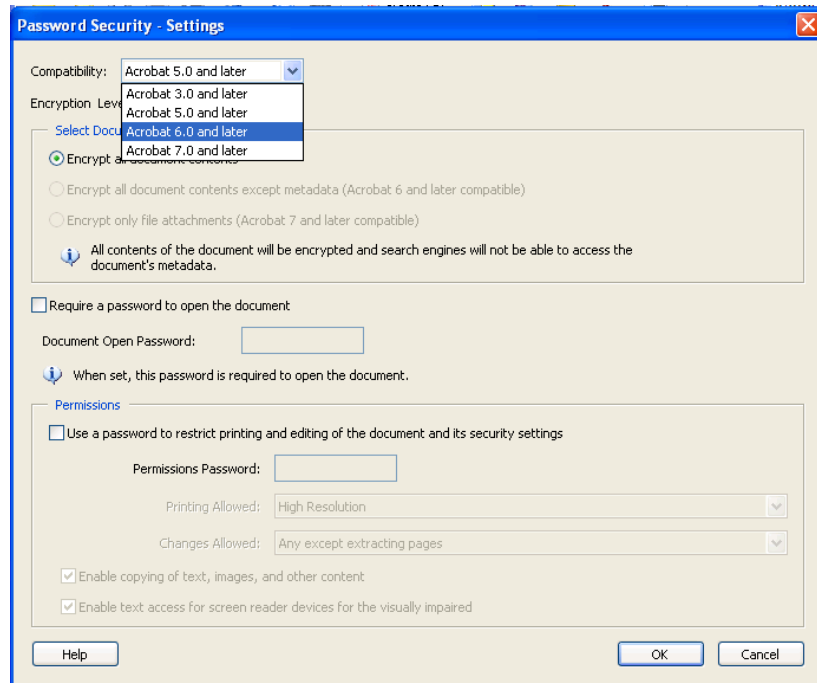 Password Security - Settings
Compatibility: Acrobat 5.0 and later
Acrobat 3.0 and later
Encryption Leve
Acrobat 5.0 and later
Select Docu
Acrobat 6.0 and later
Acrobat 7.0 and later
Encrypt all document contents
Encrypt all document contents except metadata (Acrobat 6 and later compatible)
Encrypt only file attachments (Acrobat 7 and later compatible)
All contents of the document will be encrypted and search engines will not be able to access the
document's metadata.
Require a password to open the document
Document Open Password:
When set, this password is required to open the document.
Permissions
Use a password to restrict printing and editing of the document and its security settings
Permissions Password:
Printing Allowed: High Resolution
Changes Allowed: Any except extracting pages
Enable copying of text, images, and other content
Enable text access for screen reader devices for the visually impaired
Help OK Cancel